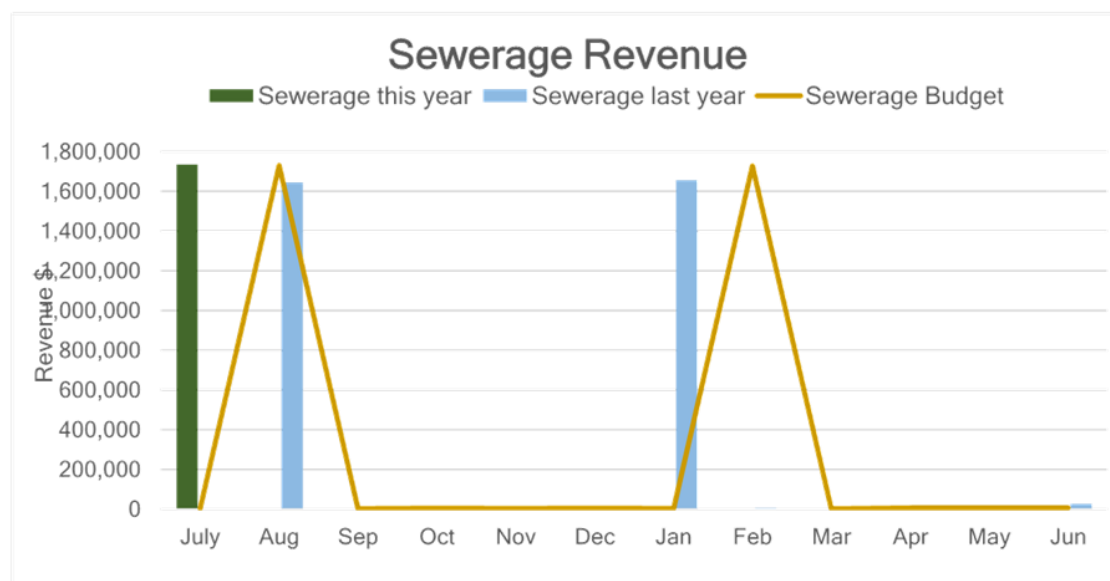 Sewerage Revenue
Sewerage this year Sewerage last year Sewerage Budget
Revenue $
1,800,000
1,600,000
1,400,000
1,200,000
1,000,000
800,000
600,000
400,000
200,000
0
July Aug Sep Oct Nov Dec Jan Feb Mar Apr May Jun